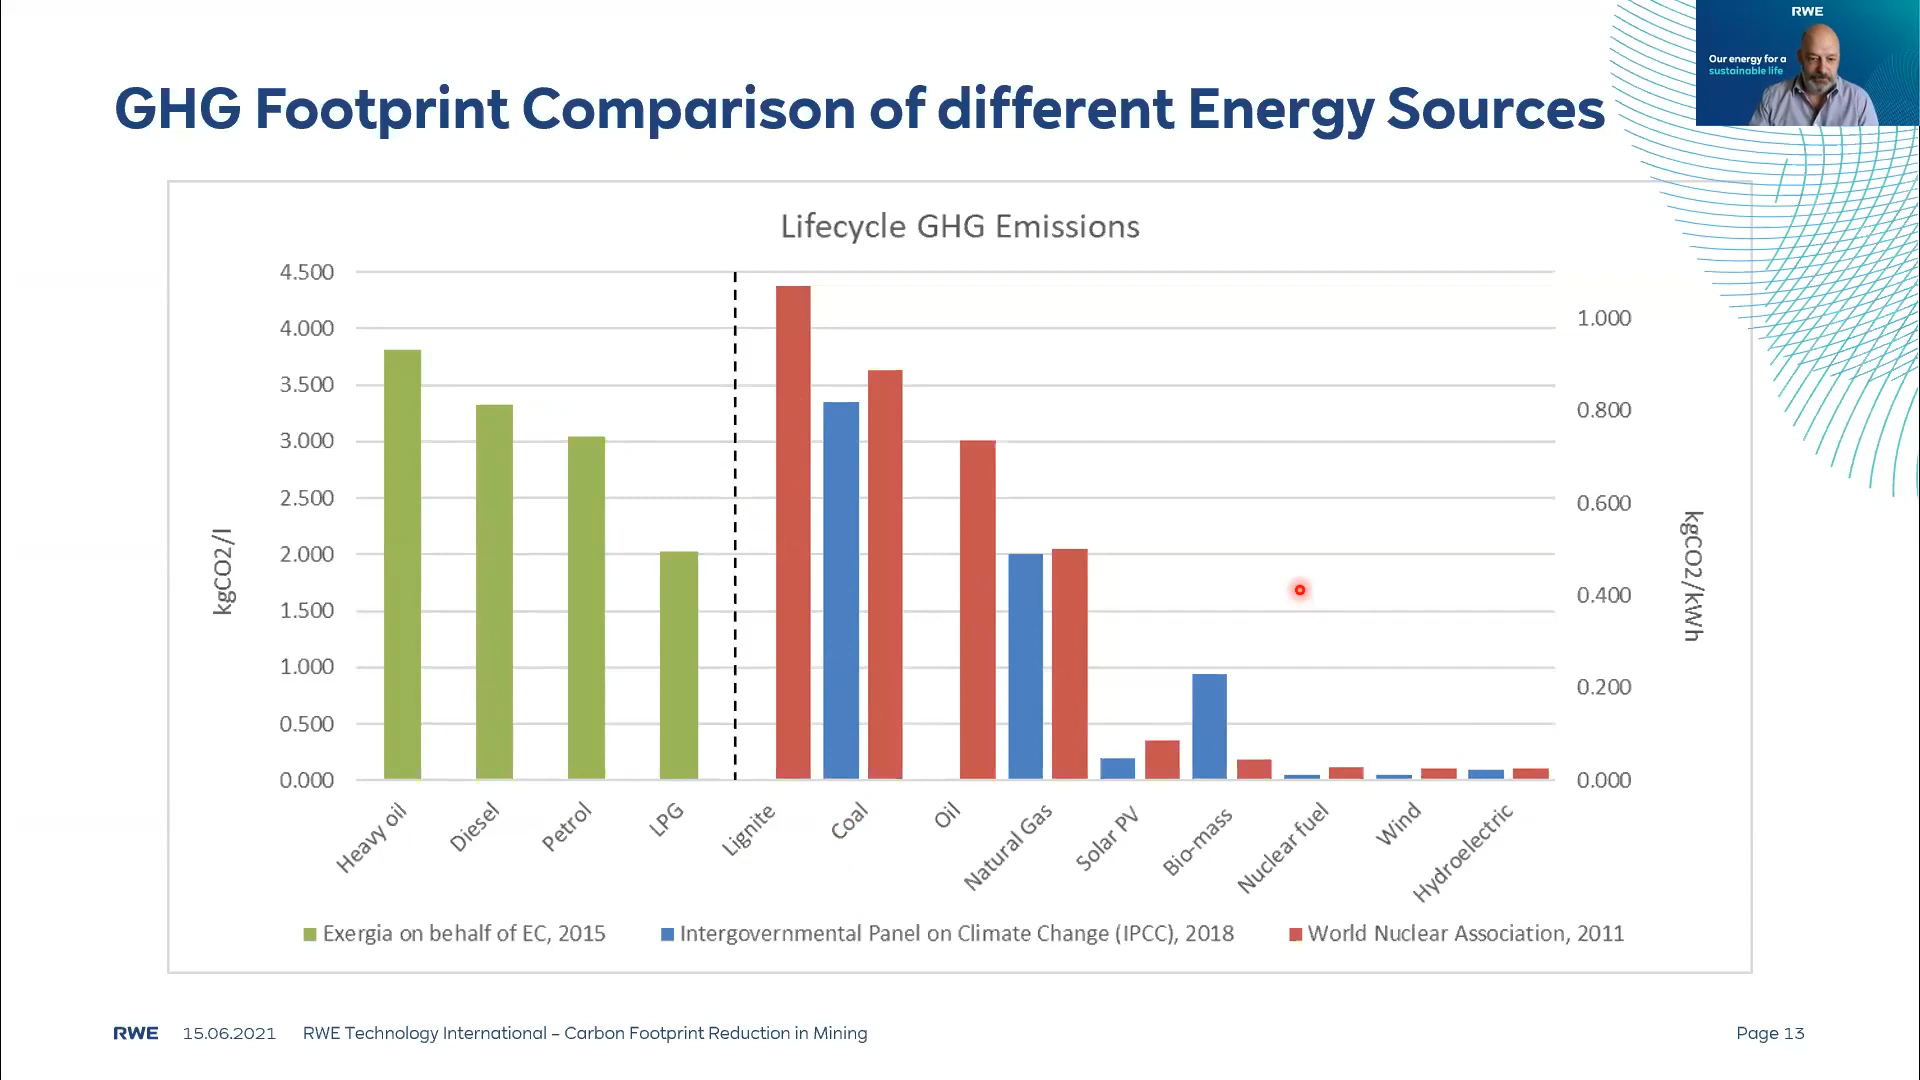 RWE
Our energy for a
sustainable life
GHG Footprint Comparison of different Energy Sources
Lifecycle GHG Emissions
4.500
4.000
3.500
3.000
2.500
2.000
1.500
1.000
0.500
0.000
kgCO2/l
1.000
0.800
0.600
0.400
0.200
0.000
kgCO2/kWh
Heavy oil
Diesel
Petrol
LPG
Lignite
Coal
Oil
Natural Gas
Solar PV
Bio-mass
Nuclear fuel
Wind
Hydroelectric
Exergia on behalf of EC, 2015 Intergovernmental Panel on Climate Change (IPCC), 2018 World Nuclear Association, 2011
RWE 15.06.2021 RWE Technology International – Carbon Footprint Reduction in Mining Page 13